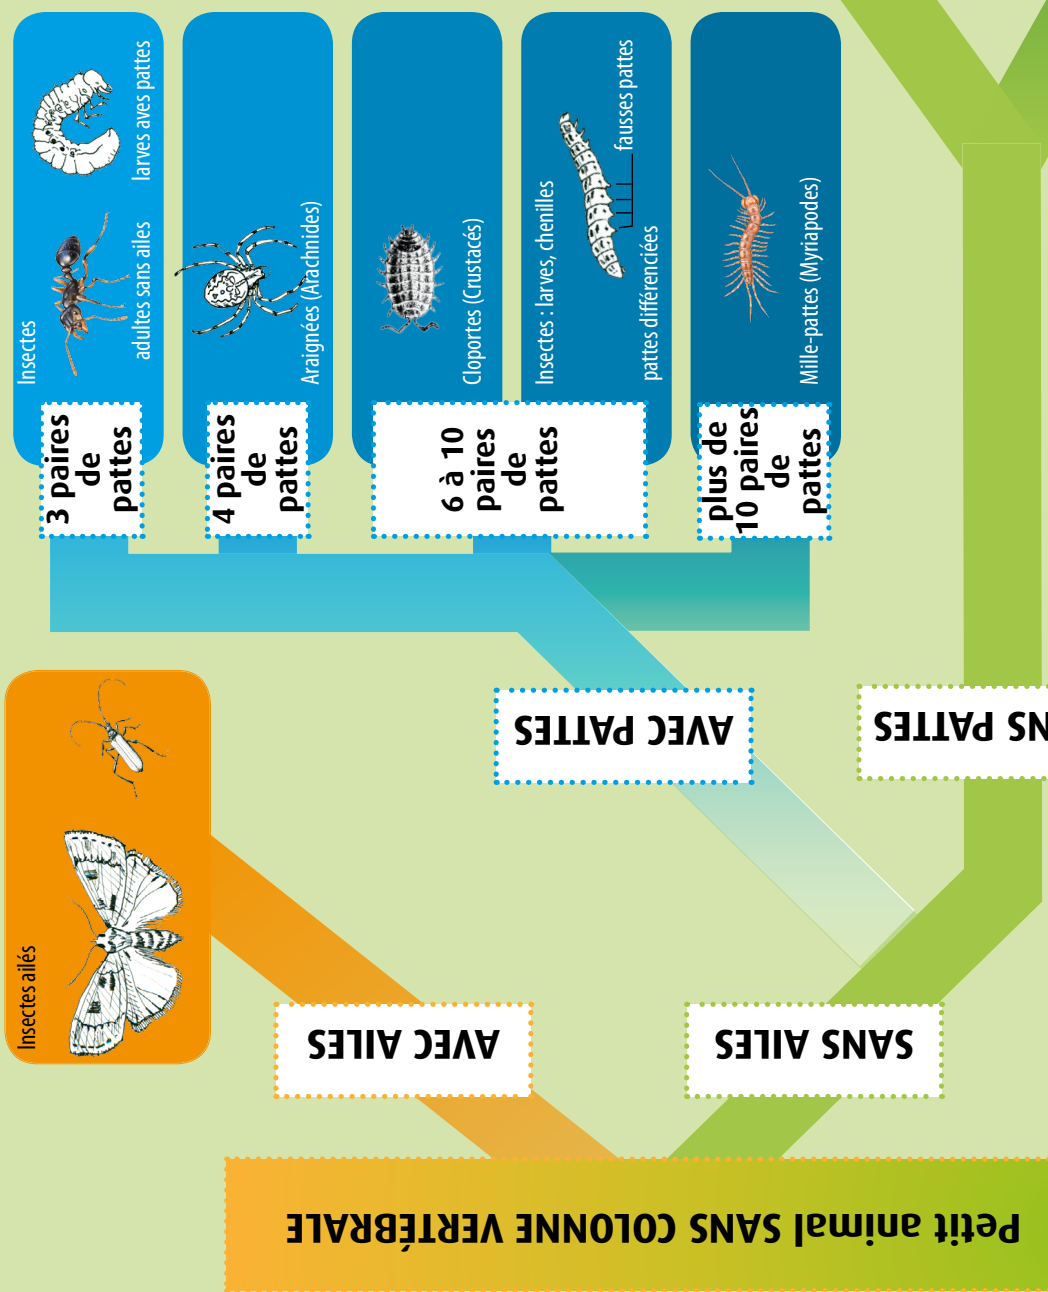 Petit animal SANS COLONNE VERTÉBRALE
AVEC AILES
SANS AILES
Insectes ailés
AVEC PATTES
NS PATTES
3 paires
de
pattes
Insectes
adultes sans ailes
larves aves pattes
4 paires
de
pattes
Araignées (Arachnides)
6 à 10
paires
de
pattes
Cloportes (Crustacés)
Insectes : larves, chenilles
fausses pattes
pattes différenciées
plus de
10 paires
de
pattes
Mille-pattes (Myriapodes)